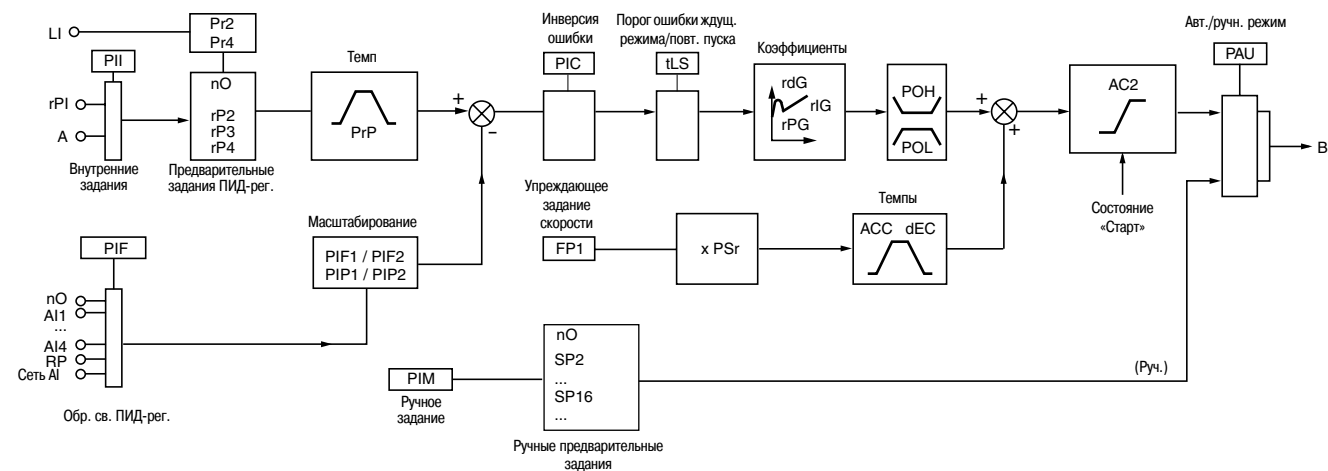 LI
Pr2
Pr4
PII
rPI
A
Внутренние
задания
nO
rP2
rP3
rP4
Предварительные
задания ПИД-рег.
Темп
PrP
+
–
Инверсия
ошибки
PIC
Порог ошибки ждущ.
режима/повт. пуска
tLS
Коэффициенты
rdG
rIG
rPG
POH
POL
+
+
AC2
Состояние
«Старт»
Авт./ручн. режим
PAU
B
PIF
nO
AI1
...
AI4
RP
Сеть AI
Обр. св. ПИД-рег.
Масштабирование
PIF1 / PIF2
PIP1 / PIP2
Упреждающее
задание
скорости
FP1
x PSr
Темпы
ACC dEC
PIM
Ручное
задание
nO
SP2
...
SP16
...
Ручные предварительные
задания
(Руч.)